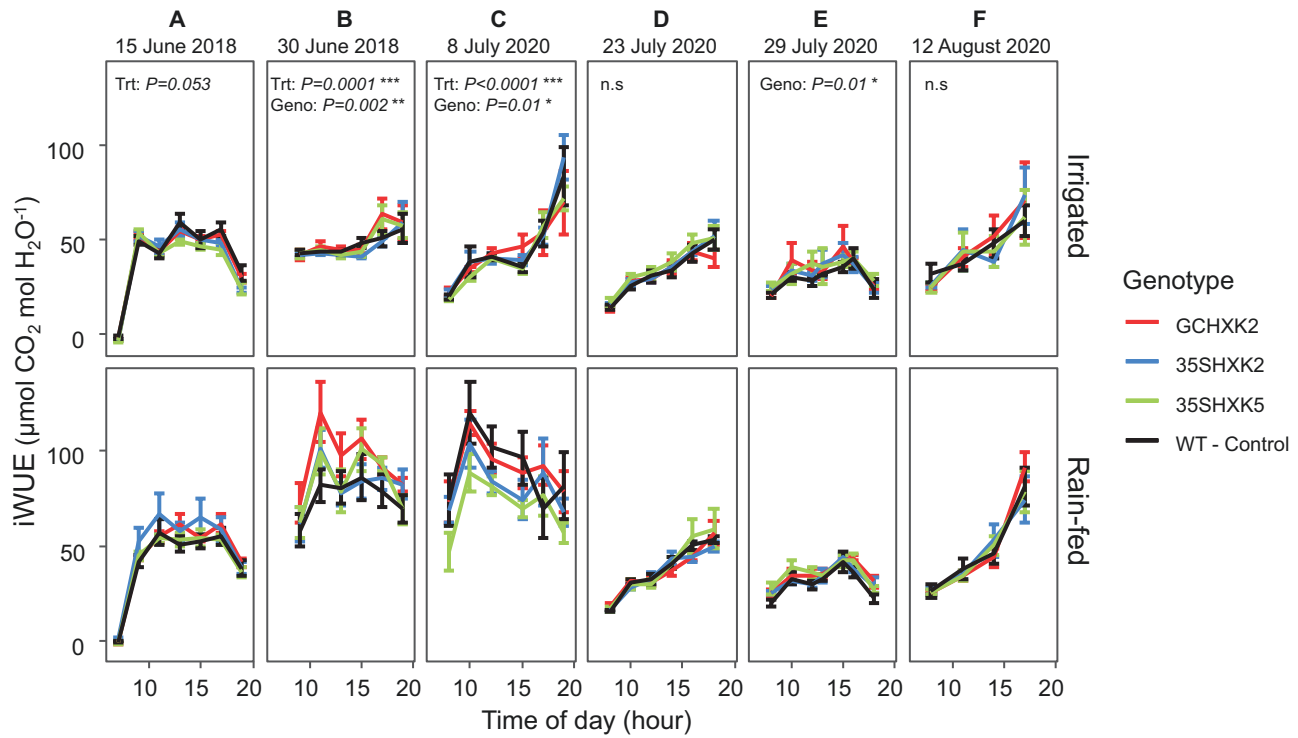 A B C D E F
15 June 2018 30 June 2018 8 July 2020 23 July 2020 29 July 2020 12 August 2020
Trt: P=0.053
Trt: P=0.0001 ***
Geno: P=0.002 **
Trt: P<0.0001 ***
Geno: P=0.01 *
n.s
Geno: P=0.01 *
n.s
100
50
0
Irrigated
100
50
0
Rain-fed
iWUE (μmol CO₂ mol H₂O⁻¹)
10 15 20 10 15 20 10 15 20 10 15 20 10 15 20 10 15 20
Time of day (hour)
Genotype
GCHXK2
35SHXK2
35SHXK5
WT - Control